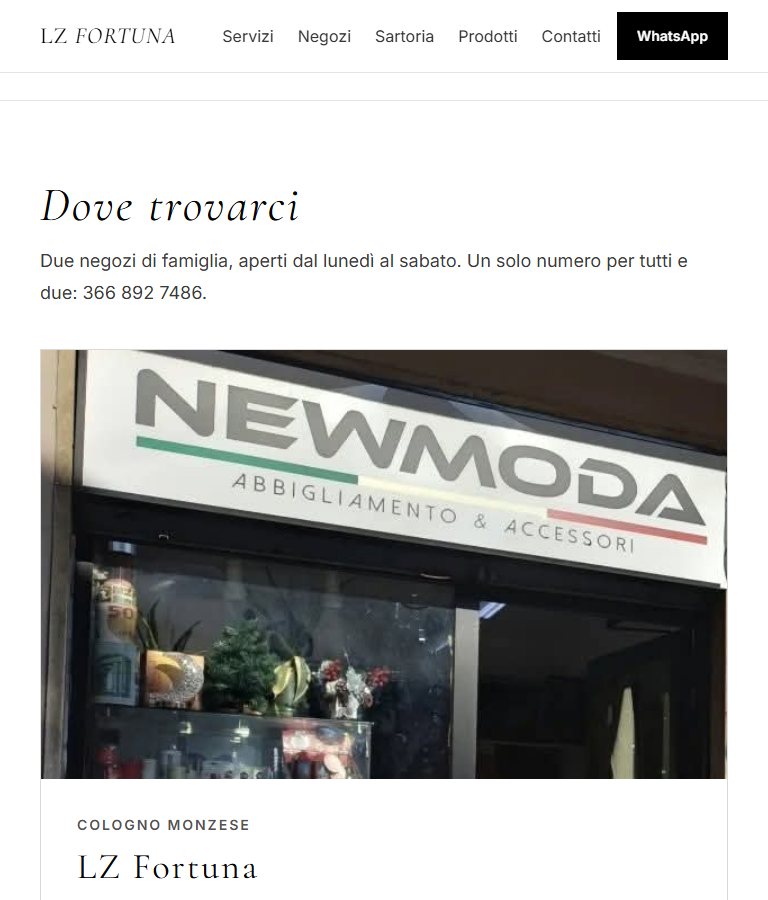 LZ FORTUNA
Servizi
Negozi
Sartoria
Prodotti
Contatti
WhatsApp
Dove trovarci
Due negozi di famiglia, aperti dal lunedì al sabato. Un solo numero per tutti e
due: 366 892 7486.
NEWMODA
ABBIGLIAMENTO & ACCESSORI
50
COLOGNO MONZESE
LZ Fortuna